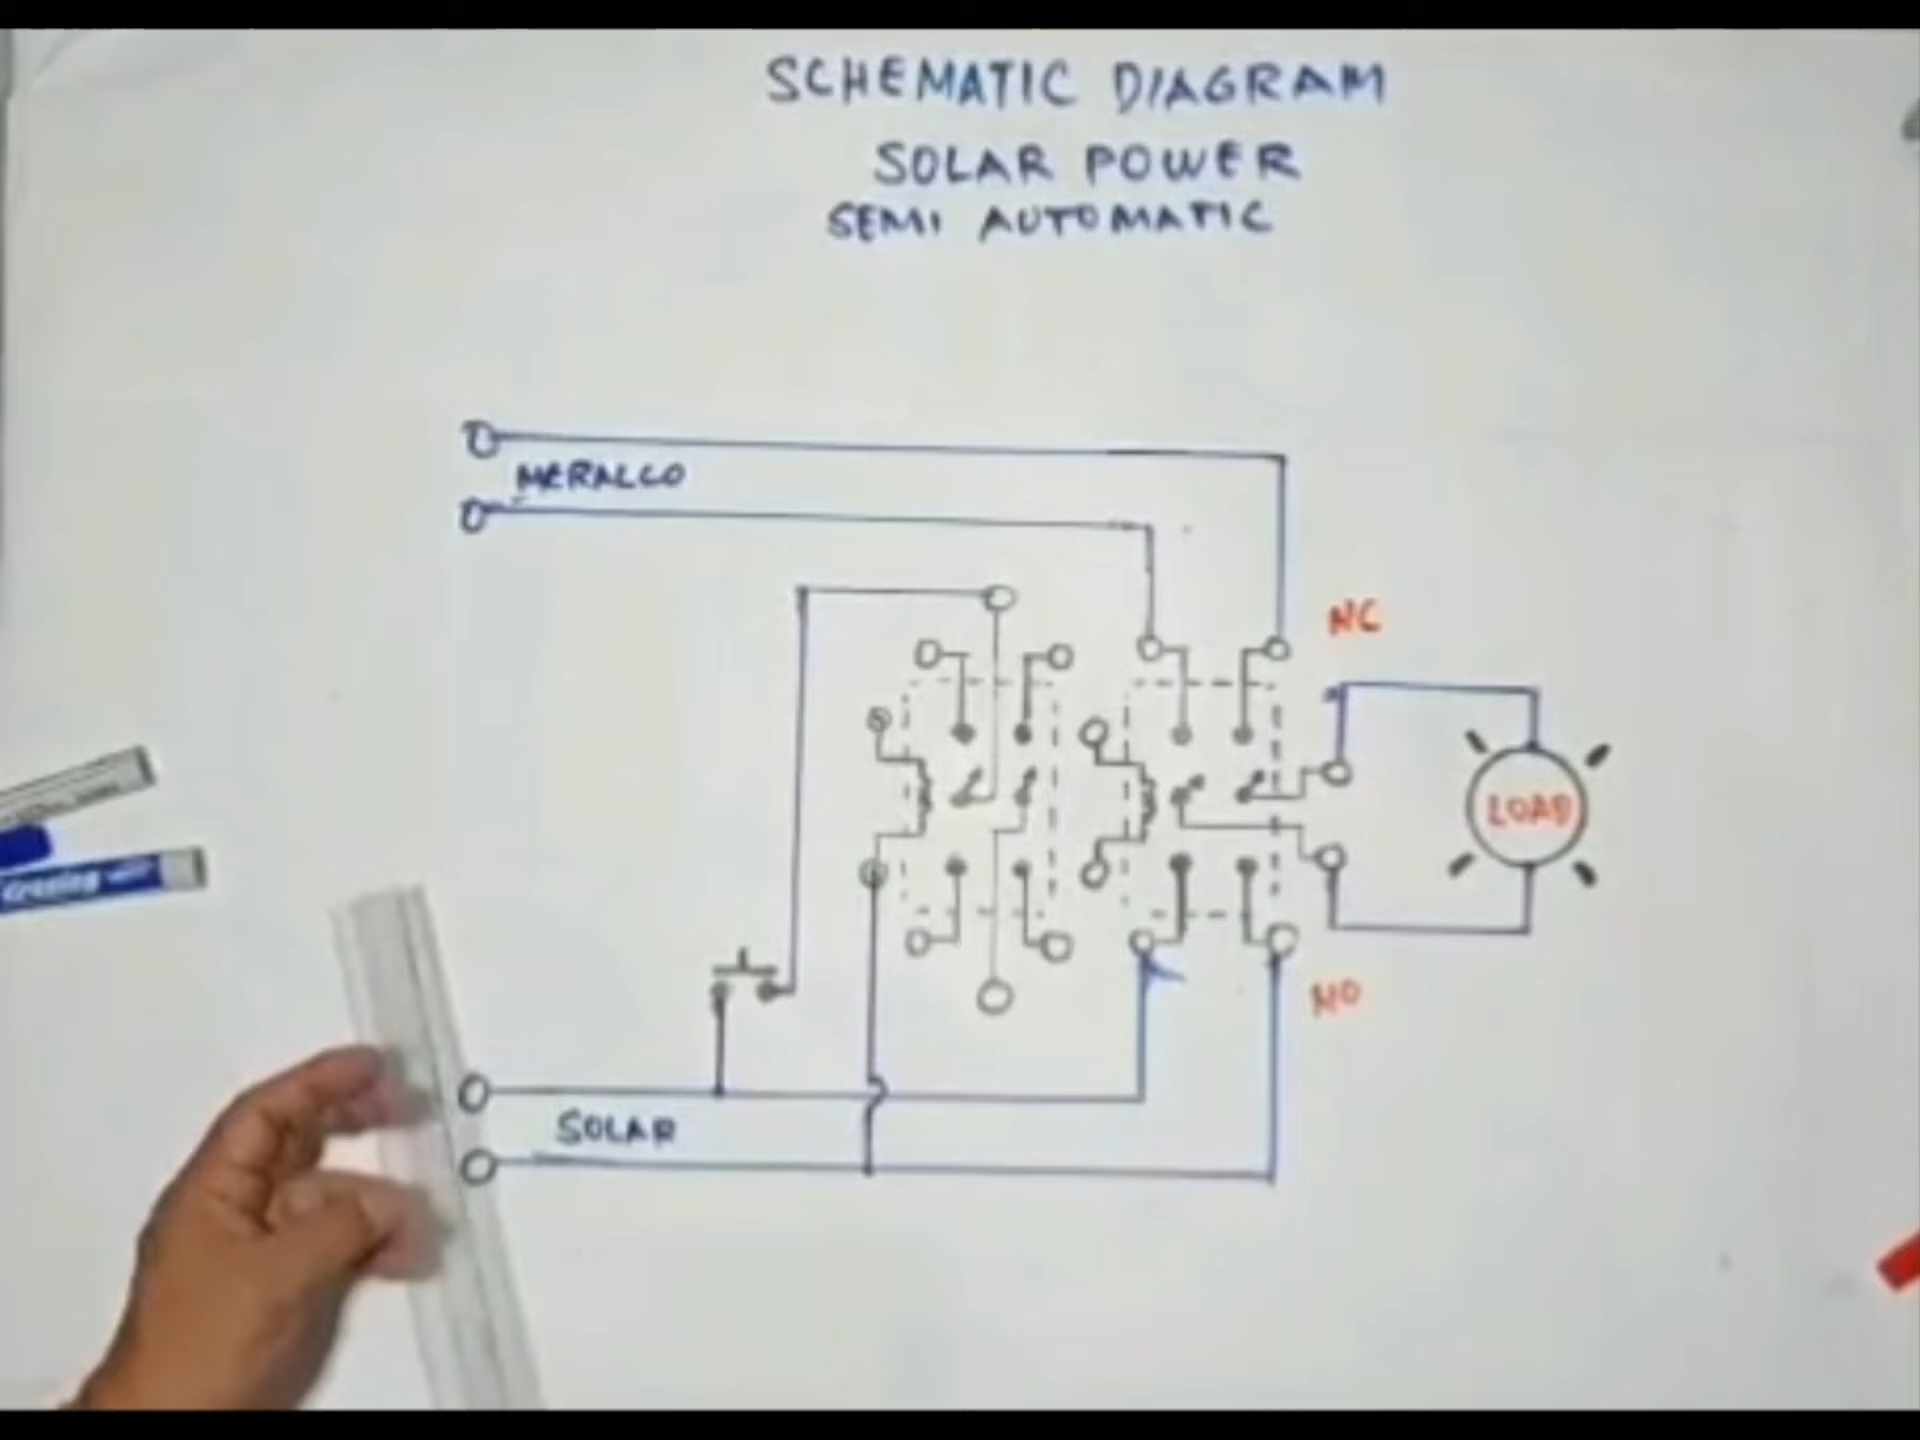 SCHEMATIC DIAGRAM
SOLAR POWER
SEMI AUTOMATIC
MERALCO
NC
LOAD
NO
SOLAR